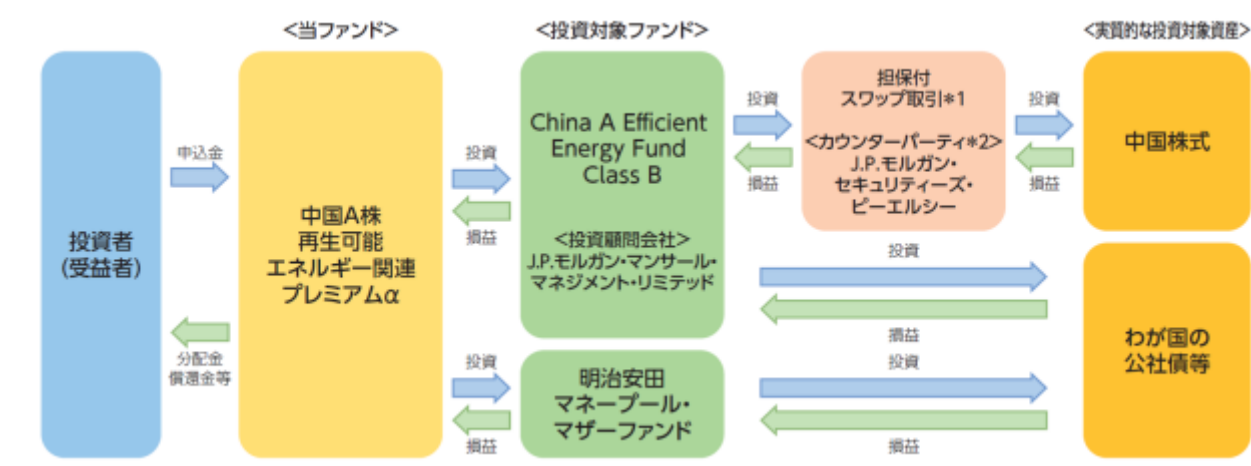 <当ファンド>
<投資対象ファンド>
<実質的な投資対象資産>
投資者
(受益者)
申込金
分配金
償還金等
中国A株
再生可能
エネルギー関連
プレミアムα
投資
損益
投資
損益
China A Efficient
Energy Fund
Class B
<投資顧問会社>
J.P.モルガン・マンサール・
マネジメント・リミテッド
明治安田
マネープール・
マザーファンド
投資
損益
担保付
スワップ取引*1
<カウンターパーティ*2>
J.P.モルガン・
セキュリティーズ・
ピーエルシー
投資
損益
中国株式
投資
損益
投資
損益
わが国の
公社債等